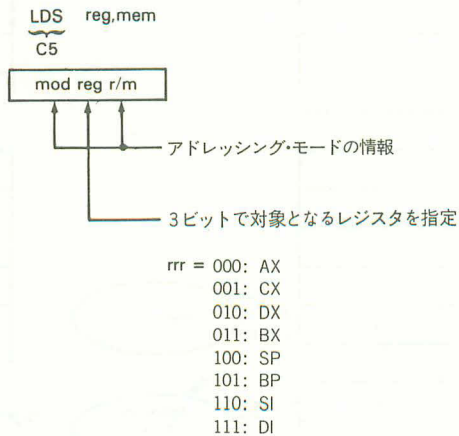 LDS reg,mem
C5
mod reg r/m
アドレッシング・モードの情報
3ビットで対象となるレジスタを指定
rrr = 000: AX
001: CX
010: DX
011: BX
100: SP
101: BP
110: SI
111: DI